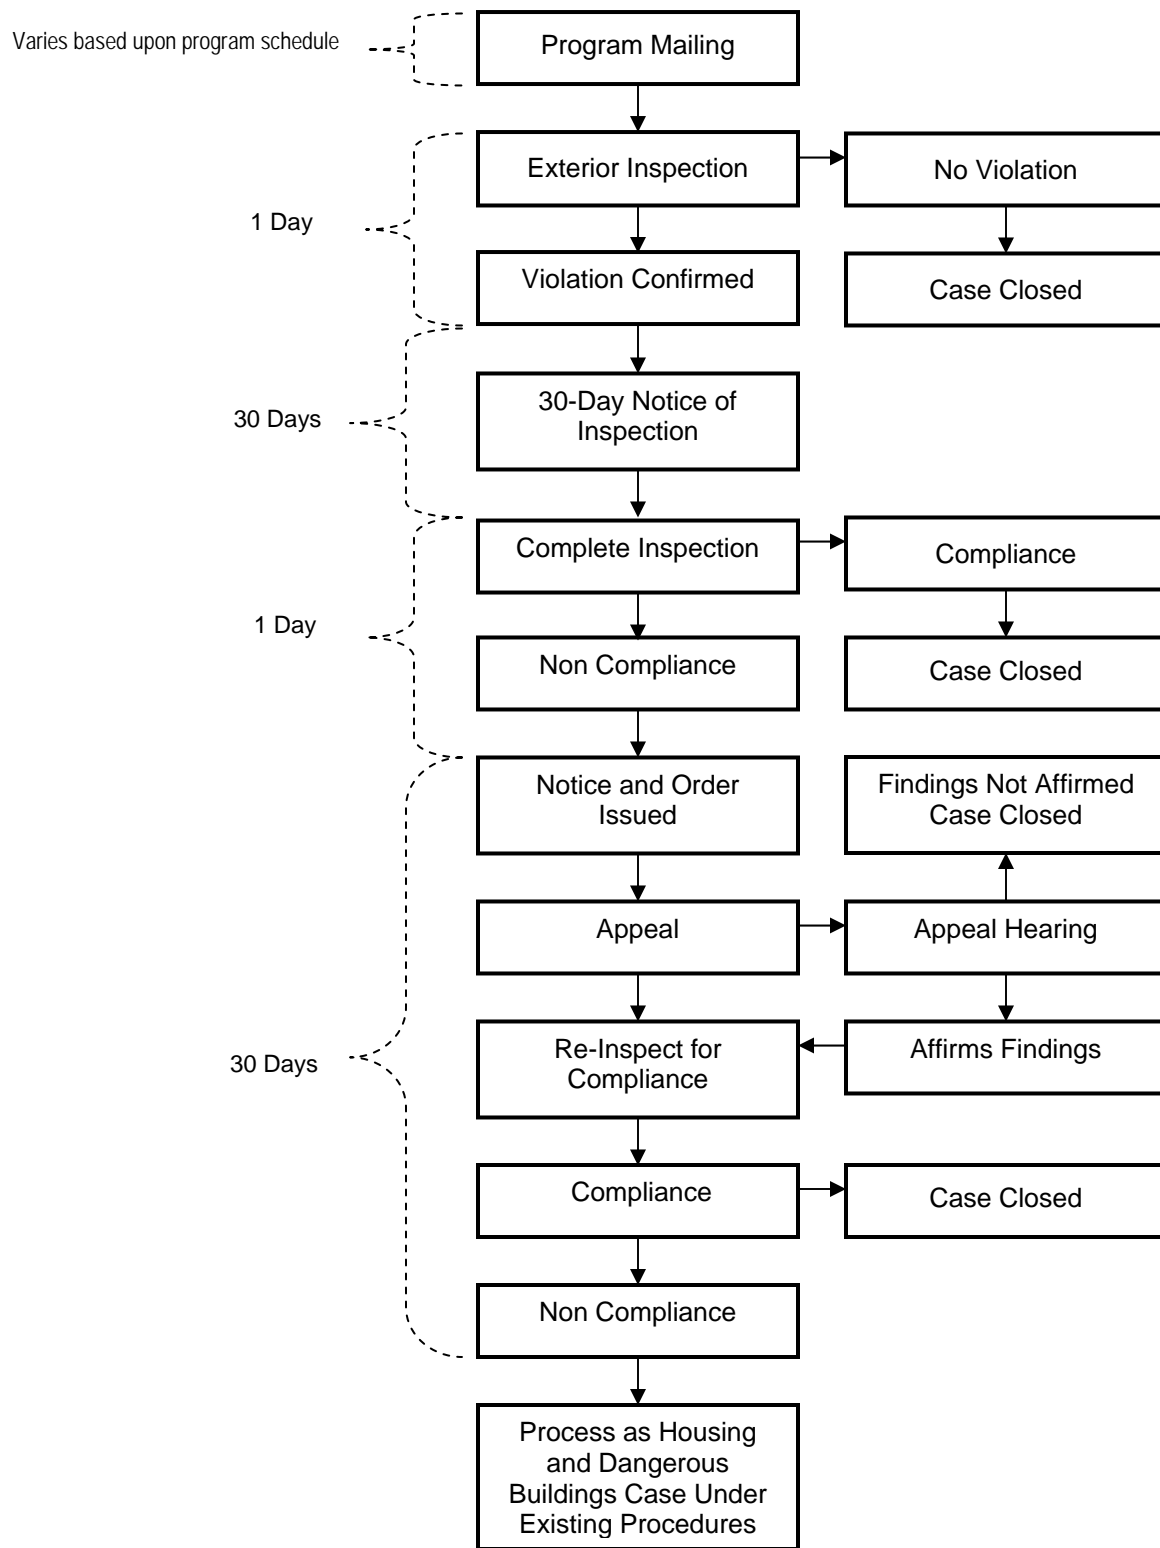 Varies based upon program schedule
Program Mailing
Exterior Inspection
No Violation
1 Day
Violation Confirmed
Case Closed
30-Day Notice of
Inspection
30 Days
Complete Inspection
Compliance
1 Day
Non Compliance
Case Closed
Notice and Order
Issued
Findings Not Affirmed
Case Closed
Appeal
Appeal Hearing
Re-Inspect for
Compliance
Affirms Findings
30 Days
Compliance
Case Closed
Non Compliance
Process as Housing
and Dangerous
Buildings Case Under
Existing Procedures